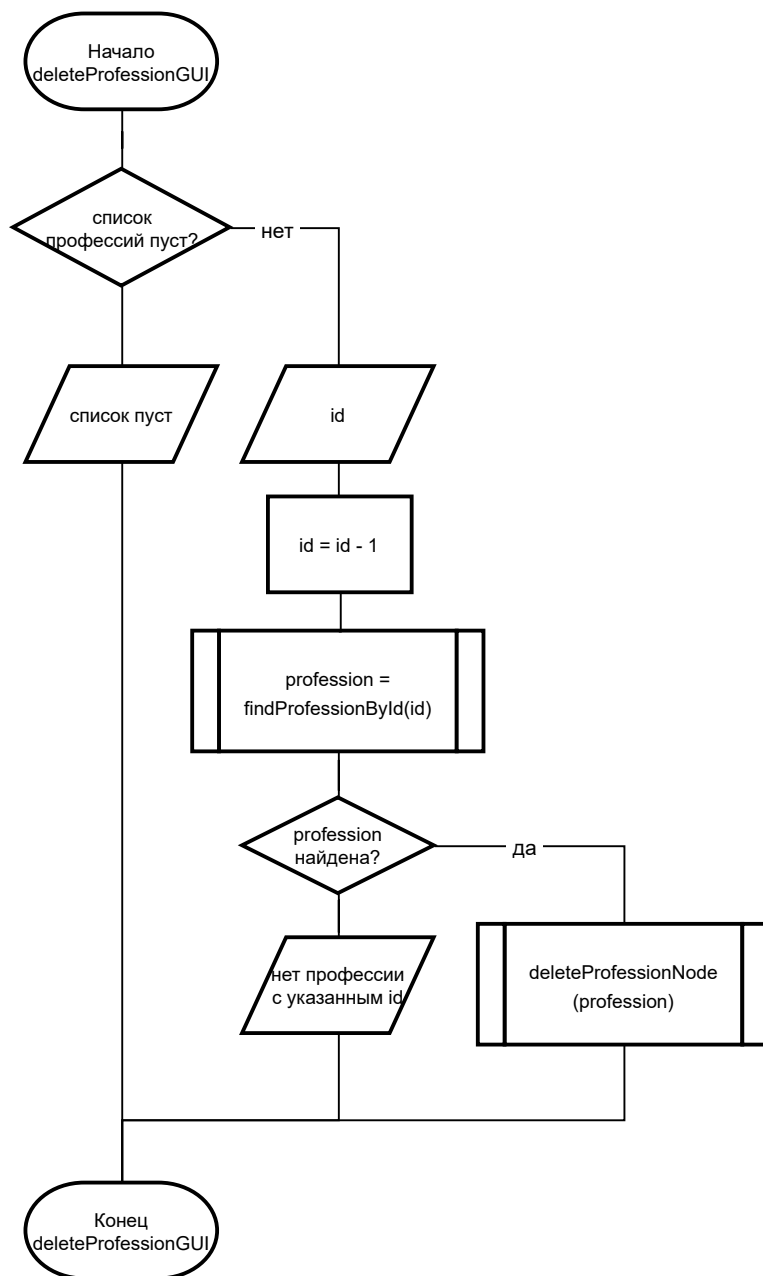 Начало
deleteProfessionGUI
список
профессий пуст?
нет
список пуст
id
id = id - 1
profession =
findProfessionById(id)
profession
найдена?
да
нет профессии
с указанным id
deleteProfessionNode
(profession)
Конец
deleteProfessionGUI